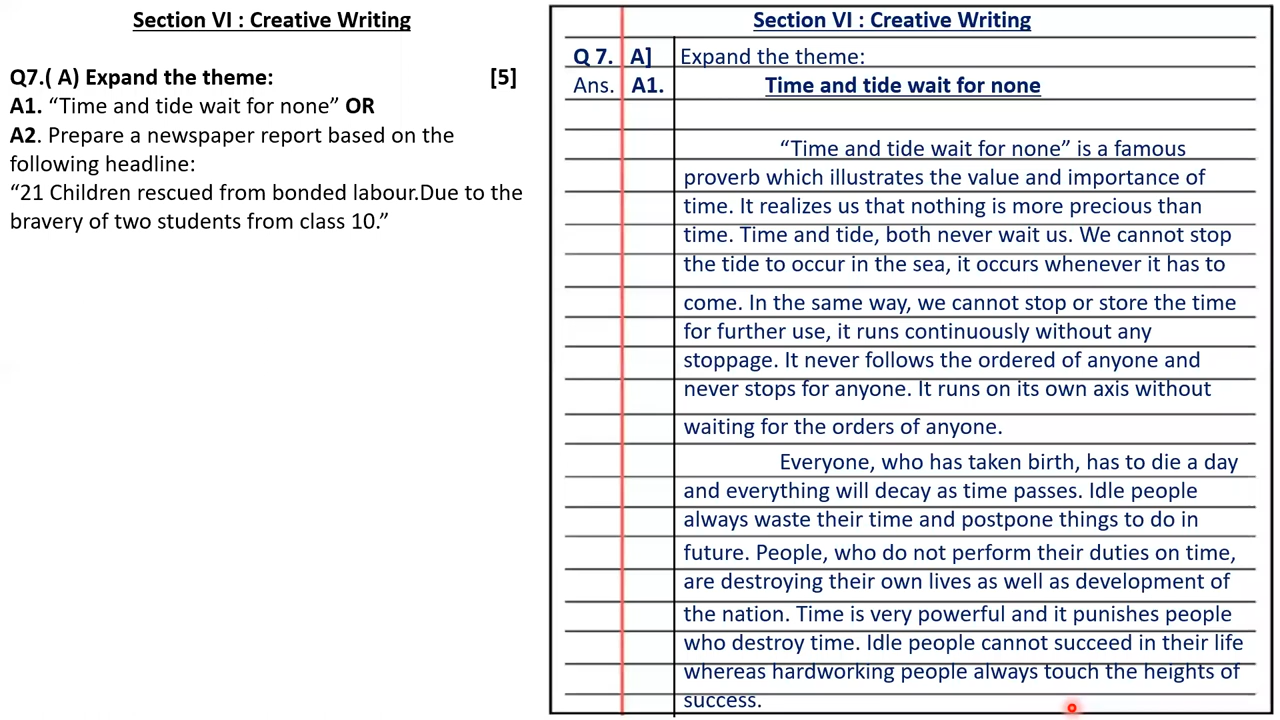 Section VI : Creative Writing
Q7.( A) Expand the theme: [5]
A1. “Time and tide wait for none” OR
A2. Prepare a newspaper report based on the
following headline:
“21 Children rescued from bonded labour.Due to the
bravery of two students from class 10.”
Section VI : Creative Writing
Q 7. A] Expand the theme:
Ans. A1. Time and tide wait for none
“Time and tide wait for none” is a famous
proverb which illustrates the value and importance of
time. It realizes us that nothing is more precious than
time. Time and tide, both never wait us. We cannot stop
the tide to occur in the sea, it occurs whenever it has to
come. In the same way, we cannot stop or store the time
for further use, it runs continuously without any
stoppage. It never follows the ordered of anyone and
never stops for anyone. It runs on its own axis without
waiting for the orders of anyone.
Everyone, who has taken birth, has to die a day
and everything will decay as time passes. Idle people
always waste their time and postpone things to do in
future. People, who do not perform their duties on time,
are destroying their own lives as well as development of
the nation. Time is very powerful and it punishes people
who destroy time. Idle people cannot succeed in their life
whereas hardworking people always touch the heights of
success.